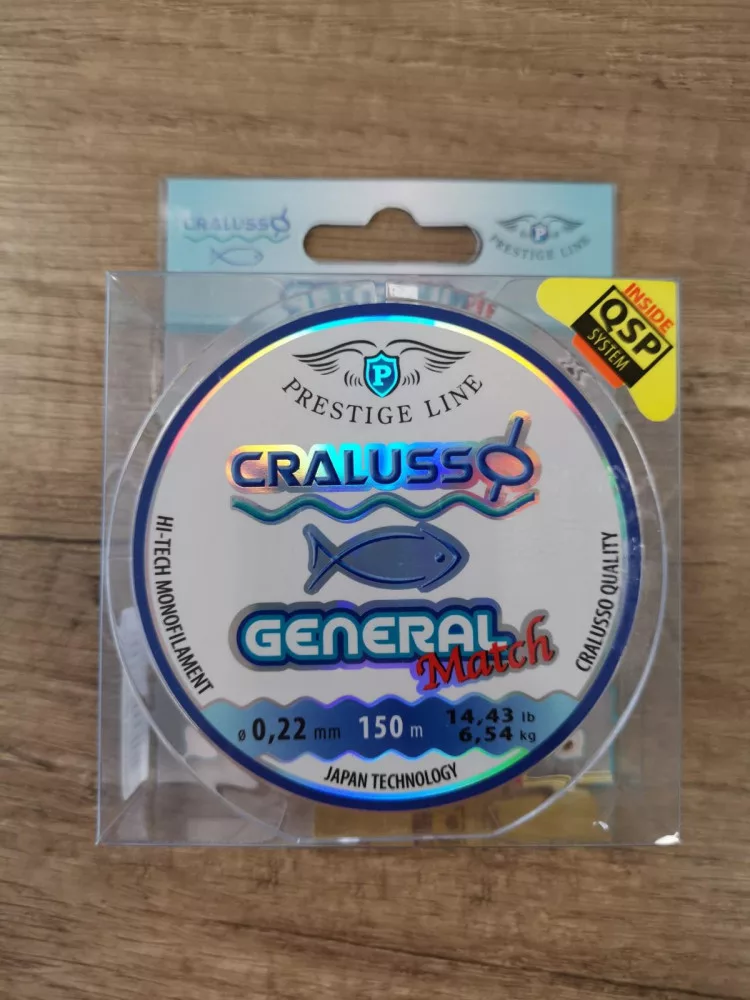 CRALUSSO
PRESTIGE LINE
INSIDE
QSP
SYSTEM
P
PRESTIGE LINE
CRALUSSO
HI-TECH MONOFILAMENT
CRALUSSO QUALITY
GENERAL
Match
ø 0,22 mm 150 m 14,43 lb
6,54 kg
JAPAN TECHNOLOGY